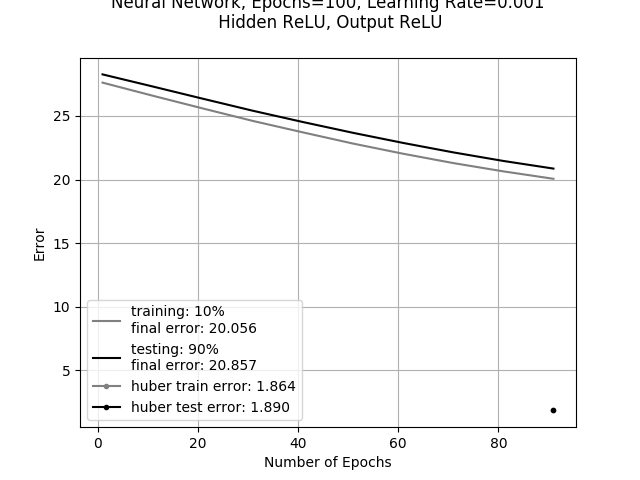 Neural Network, Epochs=100, Learning Rate=0.001
Hidden ReLU, Output ReLU
25
20
15
10
5
Error
training: 10%
final error: 20.056
testing: 90%
final error: 20.857
huber train error: 1.864
huber test error: 1.890
0 20 40 60 80
Number of Epochs